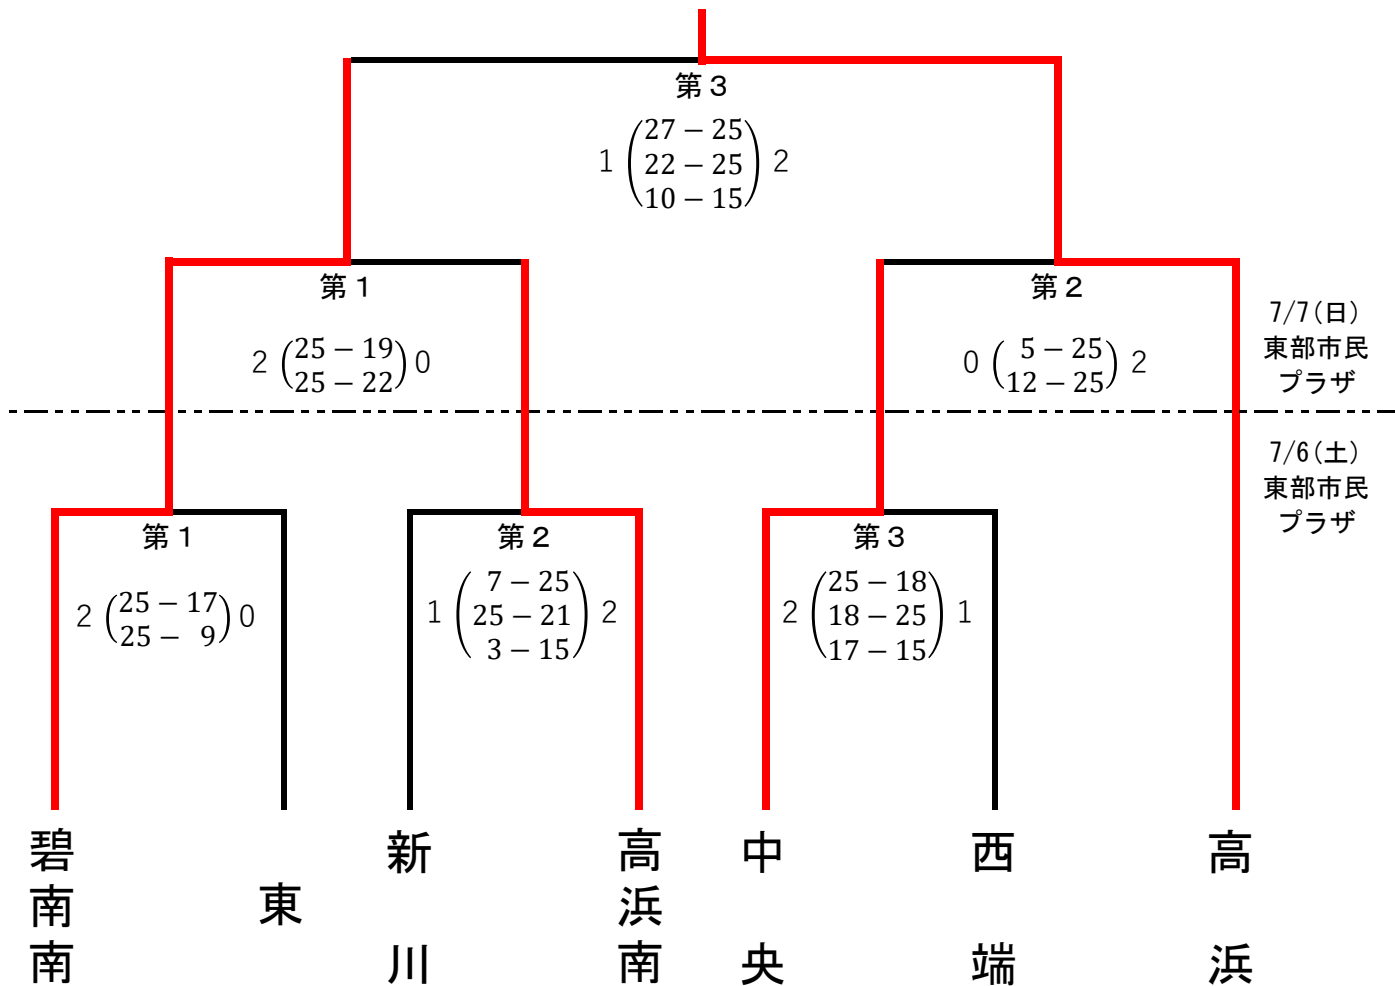 第3
1 (27 － 25
22 － 25
10 － 15) 2
第1
2 (25 － 19
25 － 22) 0
第2
0 (5 － 25
12 － 25) 2
7/7(日)
東部市民
プラザ
7/6(土)
東部市民
プラザ
第1
2 (25 － 17
25 － 9) 0
第2
1 (7 － 25
25 － 21
3 － 15) 2
第3
2 (25 － 18
18 － 25
17 － 15) 1
碧南南
東
新川
高浜南
中央
西端
高浜